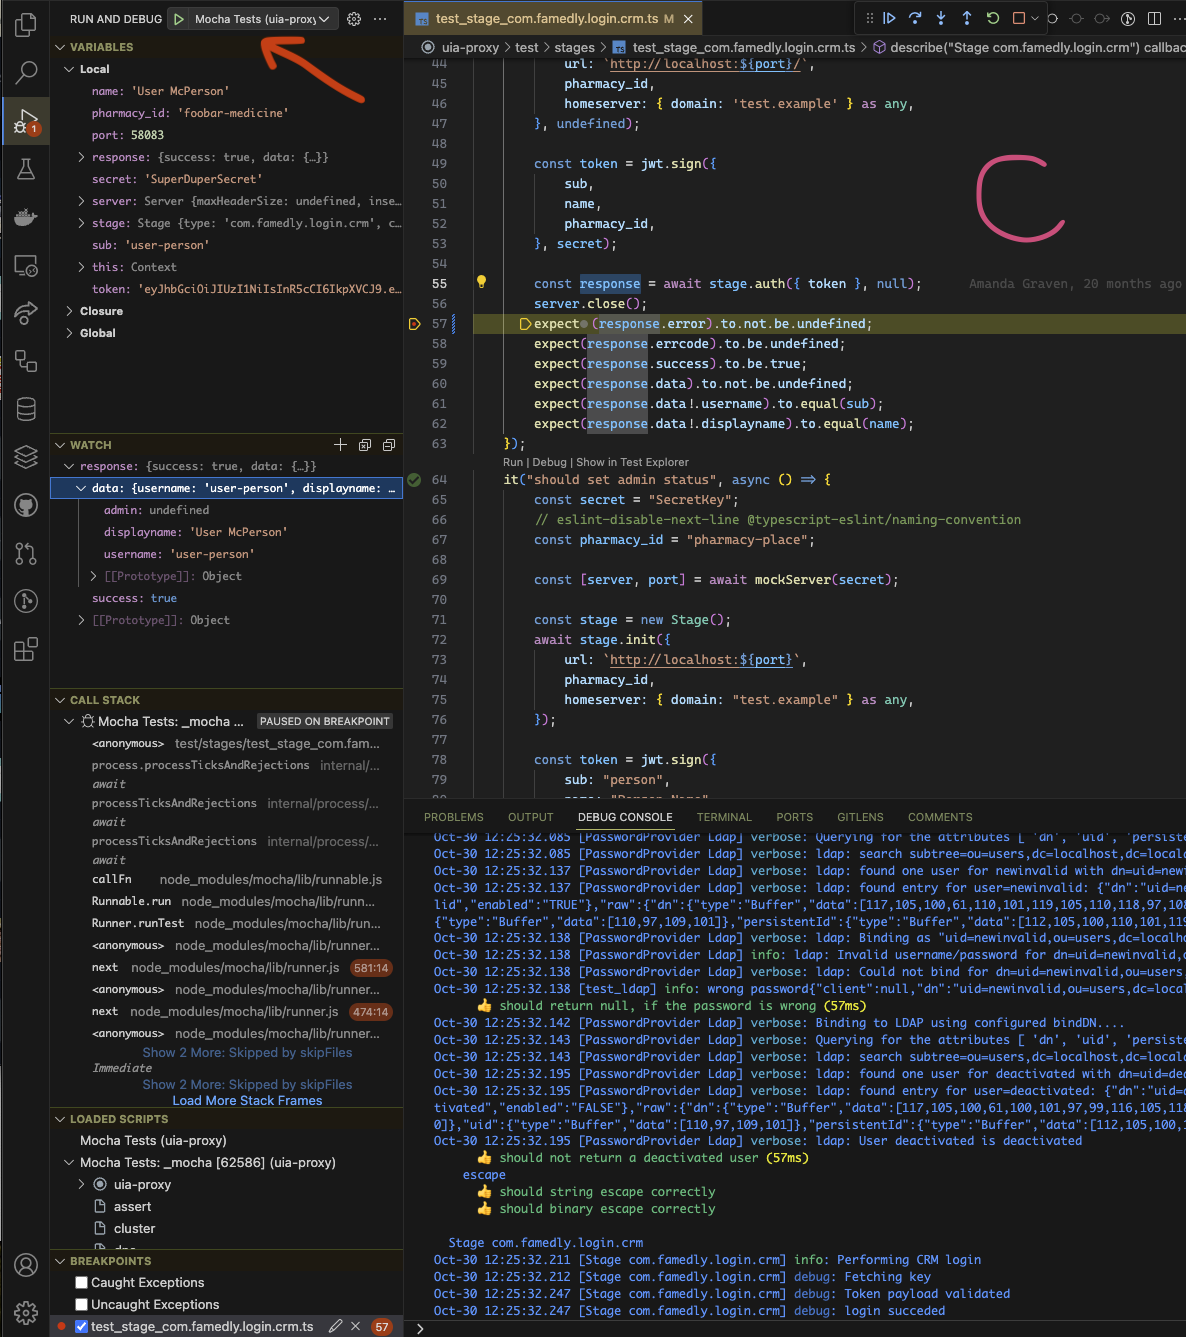 RUN AND DEBUG Mocha Tests (uia-proxy
VARIABLES
Local
name: 'User McPerson'
pharmacy_id: 'foobar-medicine'
port: 58083
response: {success: true, data: {…}}
secret: 'SuperDuperSecret'
server: Server {maxHeaderSize: undefined, inse…
stage: Stage {type: 'com.famedly.login.crm', c…
sub: 'user-person'
this: Context
token: 'eyJhbGciOiJIUzI1NiIsInR5cCI6IkpXVCJ9.e…
Closure
Global
WATCH
response: {success: true, data: {…}}
data: {username: 'user-person', displayname: …
admin: undefined
displayname: 'User McPerson'
username: 'user-person'
[[Prototype]]: Object
success: true
[[Prototype]]: Object
CALL STACK
Mocha Tests: _mocha ... PAUSED ON BREAKPOINT
<anonymous> test/stages/test_stage_com.fam...
process.processTicksAndRejections internal/...
await
processTicksAndRejections internal/process/...
await
processTicksAndRejections internal/process/...
await
callFn node_modules/mocha/lib/runnable.js
Runnable.run node_modules/mocha/lib/runn...
Runner.runTest node_modules/mocha/lib/run...
<anonymous> node_modules/mocha/lib/runner...
next node_modules/mocha/lib/runner.js 581:14
<anonymous> node_modules/mocha/lib/runner...
next node_modules/mocha/lib/runner.js 474:14
<anonymous> node_modules/mocha/lib/runner...
Show 2 More: Skipped by skipFiles
Immediate
Show 2 More: Skipped by skipFiles
Load More Stack Frames
LOADED SCRIPTS
Mocha Tests (uia-proxy)
Mocha Tests: _mocha [62586] (uia-proxy)
uia-proxy
assert
cluster
BREAKPOINTS
Caught Exceptions
Uncaught Exceptions
test_stage_com.famedly.login.crm.ts 57
1
TS test_stage_com.famedly.login.crm.ts M
uia-proxy > test > stages > TS test_stage_com.famedly.login.crm.ts > describe("Stage com.famedly.login.crm") callbac
44 url: `http://localhost:${port}/`,
45 pharmacy_id,
46 homeserver: { domain: 'test.example' } as any,
47 }, undefined);
48
49 const token = jwt.sign({
50 sub,
51 name,
52 pharmacy_id,
53 }, secret);
54
55 const response = await stage.auth({ token }, null); Amanda Graven, 20 months ago
56 server.close();
57 expect (response.error).to.not.be.undefined;
58 expect(response.errcode).to.be.undefined;
59 expect(response.success).to.be.true;
60 expect(response.data).to.not.be.undefined;
61 expect(response.data!.username).to.equal(sub);
62 expect(response.data!.displayname).to.equal(name);
63 });
Run | Debug | Show in Test Explorer
64 it("should set admin status", async () => {
65 const secret = "SecretKey";
66 // eslint-disable-next-line @typescript-eslint/naming-convention
67 const pharmacy_id = "pharmacy-place";
68
69 const [server, port] = await mockServer(secret);
70
71 const stage = new Stage();
72 await stage.init({
73 url: `http://localhost:${port}`,
74 pharmacy_id,
75 homeserver: { domain: "test.example" } as any,
76 });
77
78 const token = jwt.sign({
79 sub: "person",
C
PROBLEMS OUTPUT DEBUG CONSOLE TERMINAL PORTS GITLENS COMMENTS
Oct-30 12:25:32.085 [PasswordProvider Ldap] verbose: Querying for the attributes [ 'dn', 'uid', 'persiste
Oct-30 12:25:32.085 [PasswordProvider Ldap] verbose: ldap: search subtree=ou=users,dc=localhost,dc=localc
Oct-30 12:25:32.137 [PasswordProvider Ldap] verbose: ldap: found one user for newinvalid with dn=uid=newi
Oct-30 12:25:32.137 [PasswordProvider Ldap] verbose: ldap: found entry for user=newinvalid: {"dn":"uid=ne
lid","enabled":"TRUE"},"raw":{"dn":{"type":"Buffer","data":[117,105,100,61,110,101,119,105,110,118,97,108
{"type":"Buffer","data":[110,97,109,101]},"persistentId":{"type":"Buffer","data":[112,105,100,110,101,119
Oct-30 12:25:32.138 [PasswordProvider Ldap] verbose: ldap: Binding as "uid=newinvalid,ou=users,dc=localho
Oct-30 12:25:32.138 [PasswordProvider Ldap] info: ldap: Invalid username/password for dn=uid=newinvalid,o
Oct-30 12:25:32.138 [PasswordProvider Ldap] verbose: ldap: Could not bind for dn=uid=newinvalid,ou=users,
Oct-30 12:25:32.138 [test_ldap] info: wrong password{"client":null,"dn":"uid=newinvalid,ou=users,dc=local
👍 should return null, if the password is wrong (57ms)
Oct-30 12:25:32.142 [PasswordProvider Ldap] verbose: Binding to LDAP using configured bindDN....
Oct-30 12:25:32.143 [PasswordProvider Ldap] verbose: Querying for the attributes [ 'dn', 'uid', 'persiste
Oct-30 12:25:32.143 [PasswordProvider Ldap] verbose: ldap: search subtree=ou=users,dc=localhost,dc=localc
Oct-30 12:25:32.195 [PasswordProvider Ldap] verbose: ldap: found one user for deactivated with dn=uid=dea
Oct-30 12:25:32.195 [PasswordProvider Ldap] verbose: ldap: found entry for user=deactivated: {"dn":"uid=d
tivated","enabled":"FALSE"},"raw":{"dn":{"type":"Buffer","data":[117,105,100,61,100,101,97,99,116,105,118
0]},"uid":{"type":"Buffer","data":[110,97,109,101]},"persistentId":{"type":"Buffer","data":[112,105,100,1
Oct-30 12:25:32.195 [PasswordProvider Ldap] verbose: ldap: User deactivated is deactivated
👍 should not return a deactivated user (57ms)
escape
👍 should string escape correctly
👍 should binary escape correctly
Stage com.famedly.login.crm
Oct-30 12:25:32.211 [Stage com.famedly.login.crm] info: Performing CRM login
Oct-30 12:25:32.212 [Stage com.famedly.login.crm] debug: Fetching key
Oct-30 12:25:32.247 [Stage com.famedly.login.crm] debug: Token payload validated
Oct-30 12:25:32.247 [Stage com.famedly.login.crm] debug: login succeded